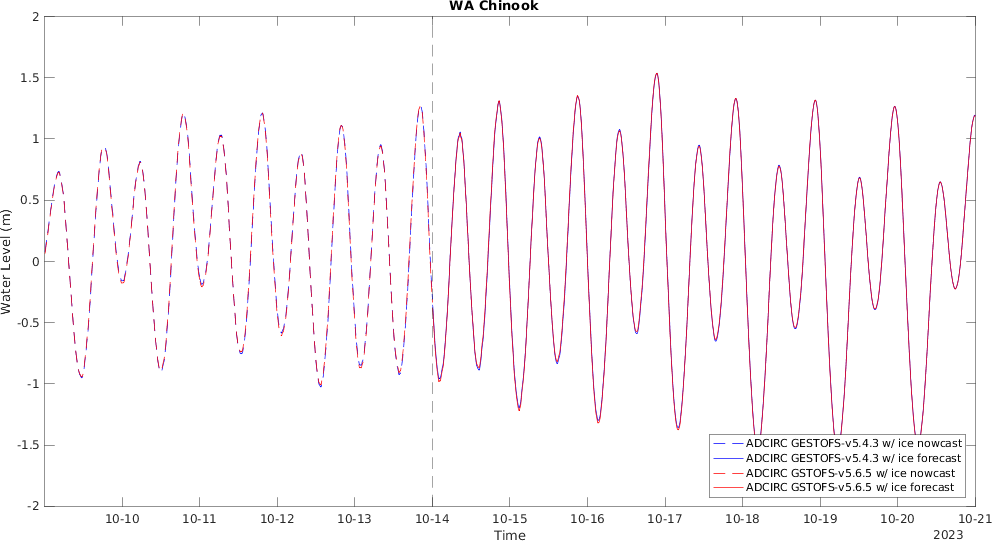 WA Chinook
2
1.5
1
0.5
0
-0.5
-1
-1.5
-2
Water Level (m)
ADCIRC GESTOFS-v5.4.3 w/ ice nowcast
ADCIRC GESTOFS-v5.4.3 w/ ice forecast
ADCIRC GSTOFS-v5.6.5 w/ ice nowcast
ADCIRC GSTOFS-v5.6.5 w/ ice forecast
10-10 10-11 10-12 10-13 10-14 10-15 10-16 10-17 10-18 10-19 10-20 10-21
Time
2023